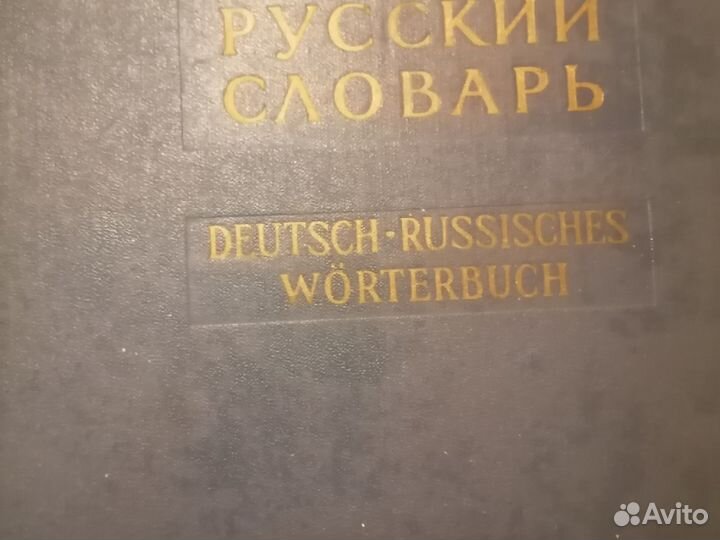 РУССКИЙ
СЛОВАРЬ
DEUTSCH-RUSSISCHES
WÖRTERBUCH
Avito